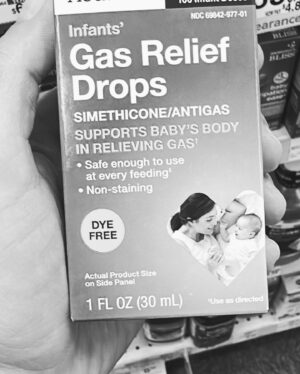 NDC 69842-977-01
Infants'
Gas Relief
Drops
SIMETHICONE/ANTIGAS
SUPPORTS BABY'S BODY
IN RELIEVING GAS†
• Safe enough to use
at every feeding‡
• Non-staining
DYE
FREE
Actual Product Size
on Side Panel
1 FL OZ (30 mL)
‡Use as directed
BLIS
BLISS